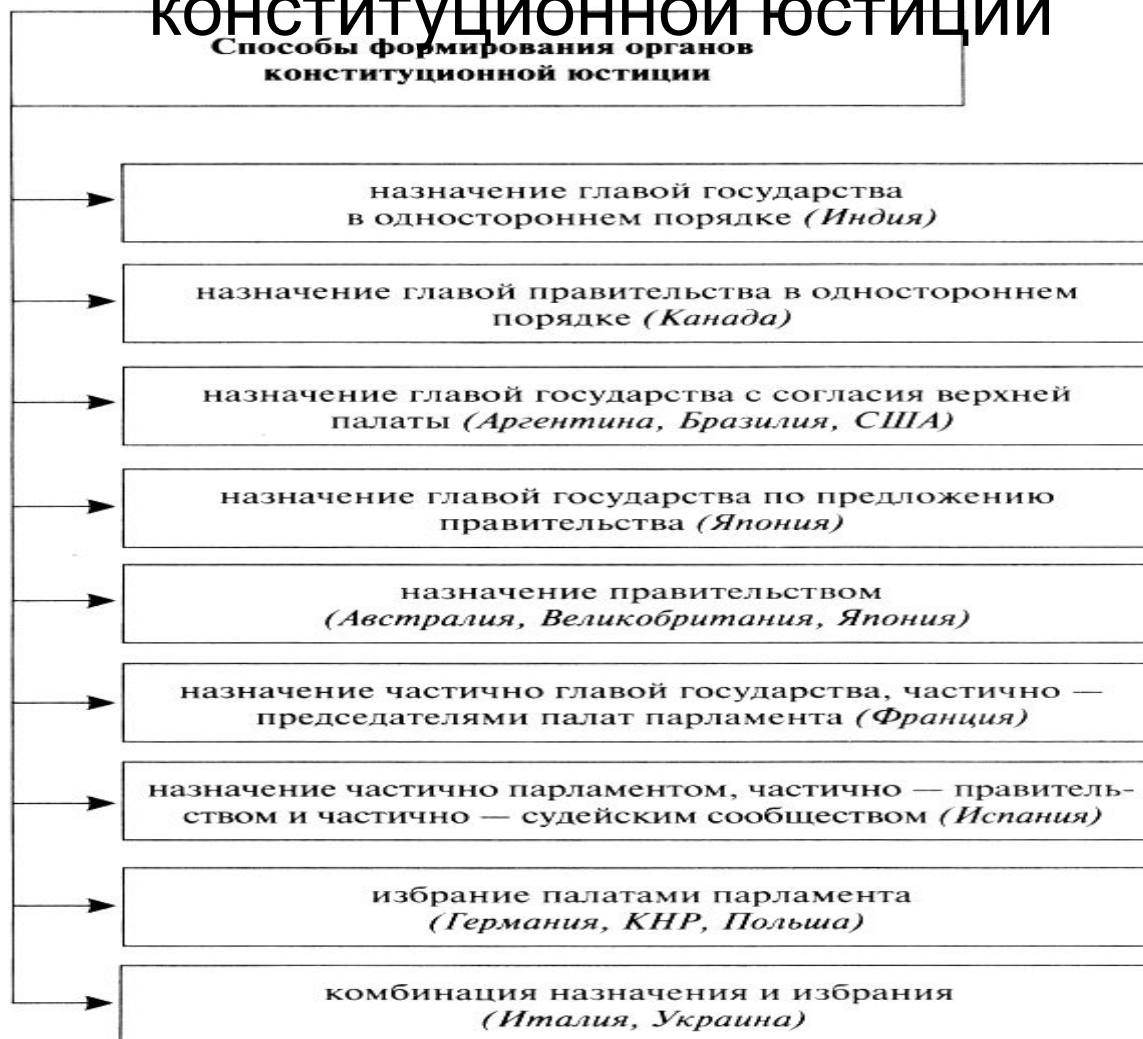 конституционной юстиции
Способы формирования органов
конституционной юстиции
назначение главой государства
в одностороннем порядке (Индия)
назначение главой правительства в одностороннем
порядке (Канада)
назначение главой государства с согласия верхней
палаты (Аргентина, Бразилия, США)
назначение главой государства по предложению
правительства (Япония)
назначение правительством
(Австралия, Великобритания, Япония)
назначение частично главой государства, частично —
председателями палат парламента (Франция)
назначение частично парламентом, частично — правитель-
ством и частично — судейским сообществом (Испания)
избрание палатами парламента
(Германия, КНР, Польша)
комбинация назначения и избрания
(Италия, Украина)